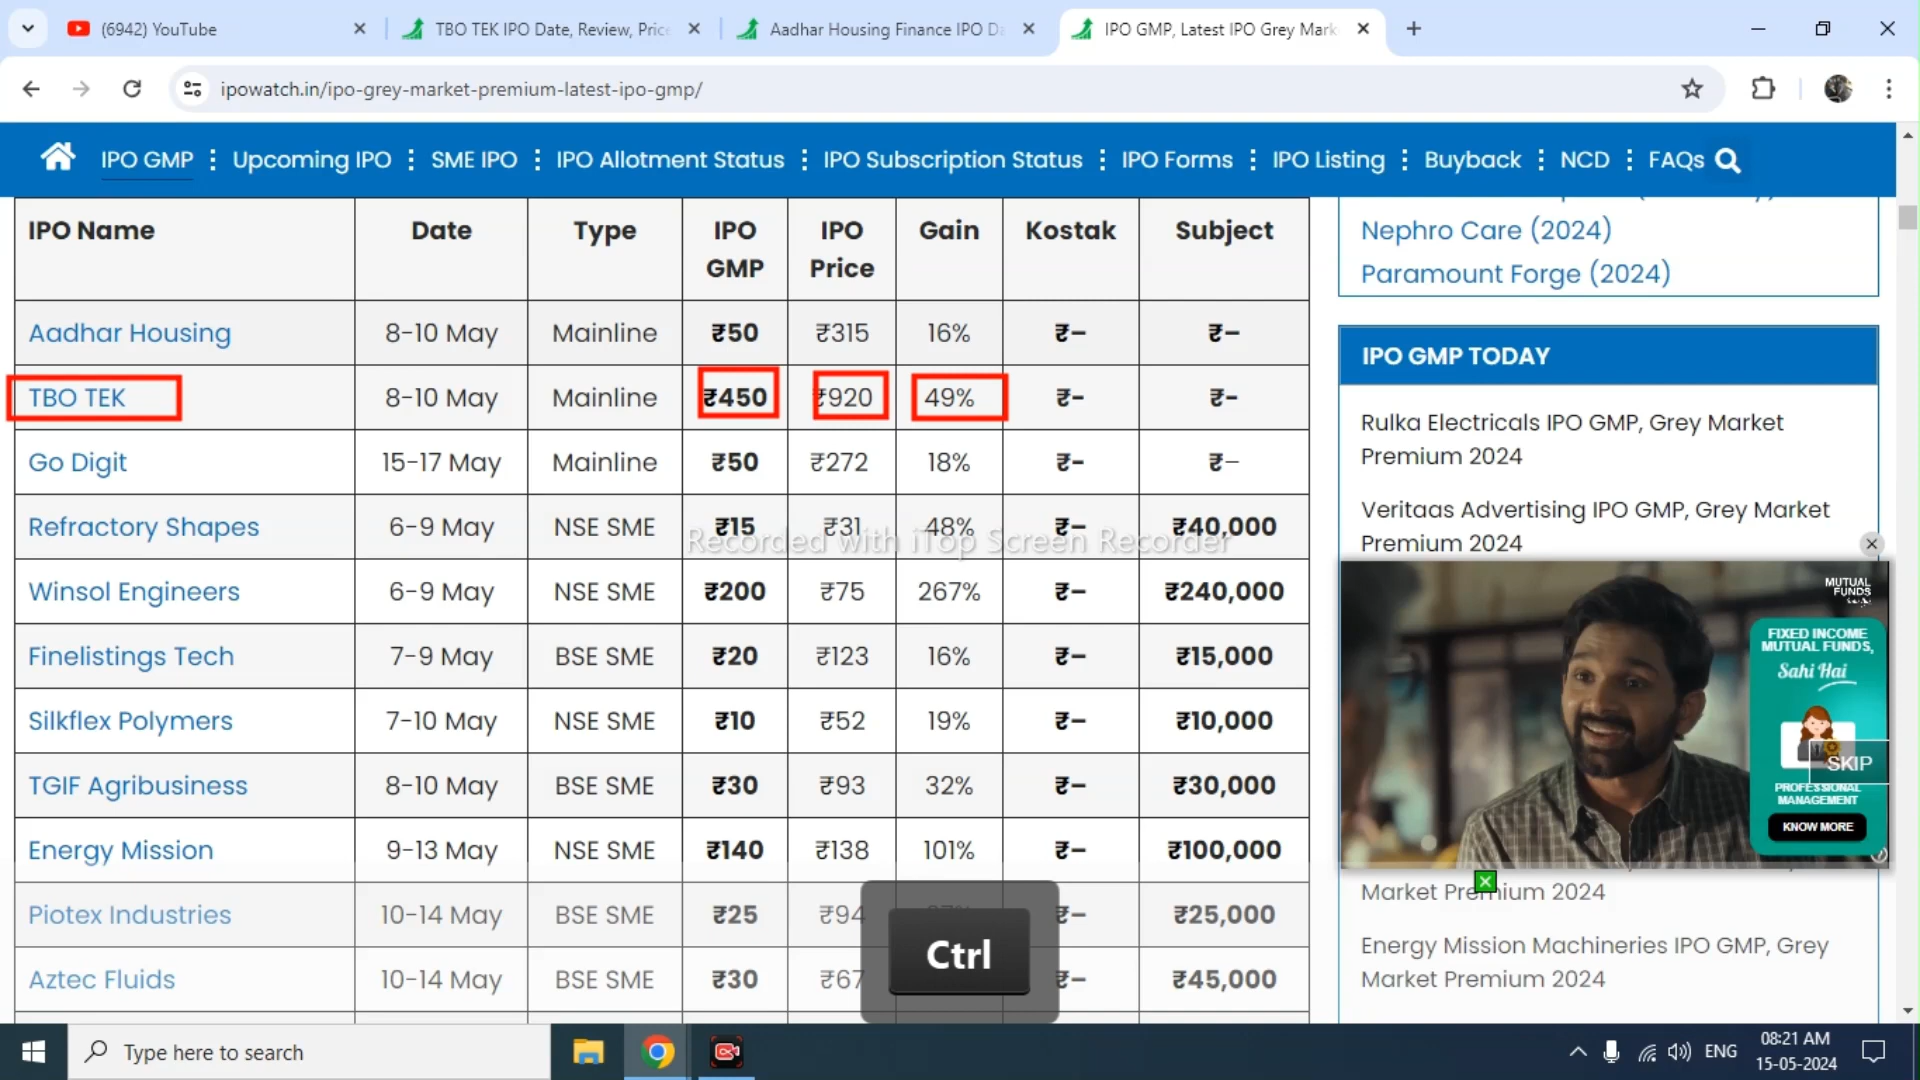 (6942) YouTube
TBO TEK IPO Date, Review, Pric
Aadhar Housing Finance IPO Da
IPO GMP, Latest IPO Grey Mark
ipowatch.in/ipo-grey-market-premium-latest-ipo-gmp/
IPO GMP
Upcoming IPO
SME IPO
IPO Allotment Status
IPO Subscription Status
IPO Forms
IPO Listing
Buyback
NCD
FAQs
IPO Name Date Type IPO GMP IPO Price Gain Kostak Subject
Aadhar Housing 8-10 May Mainline ₹50 ₹315 16% ₹– ₹–
TBO TEK 8-10 May Mainline ₹450 ₹920 49% ₹- ₹-
Go Digit 15-17 May Mainline ₹50 ₹272 18% ₹- ₹–
Refractory Shapes 6-9 May NSE SME ₹15 ₹31 48% ₹– ₹40,000
Winsol Engineers 6-9 May NSE SME ₹200 ₹75 267% ₹– ₹240,000
Finelistings Tech 7-9 May BSE SME ₹20 ₹123 16% ₹– ₹15,000
Silkflex Polymers 7-10 May NSE SME ₹10 ₹52 19% ₹– ₹10,000
TGIF Agribusiness 8-10 May BSE SME ₹30 ₹93 32% ₹– ₹30,000
Energy Mission 9-13 May NSE SME ₹140 ₹138 101% ₹– ₹100,000
Piotex Industries 10-14 May BSE SME ₹25 ₹94 ₹– ₹25,000
Aztec Fluids 10-14 May BSE SME ₹30 ₹67 ₹– ₹45,000
Recorded with iTop Screen Recorder
Ctrl
Nephro Care (2024)
Paramount Forge (2024)
IPO GMP TODAY
Rulka Electricals IPO GMP, Grey Market
Premium 2024
Veritaas Advertising IPO GMP, Grey Market
Premium 2024
MUTUAL
FUNDS
FIXED INCOME
MUTUAL FUNDS,
Sahi Hai
SKIP
PROFESSIONAL
MANAGEMENT
KNOW MORE
Market Premium 2024
Energy Mission Machineries IPO GMP, Grey
Market Premium 2024
Type here to search
ENG
08:21 AM
15-05-2024